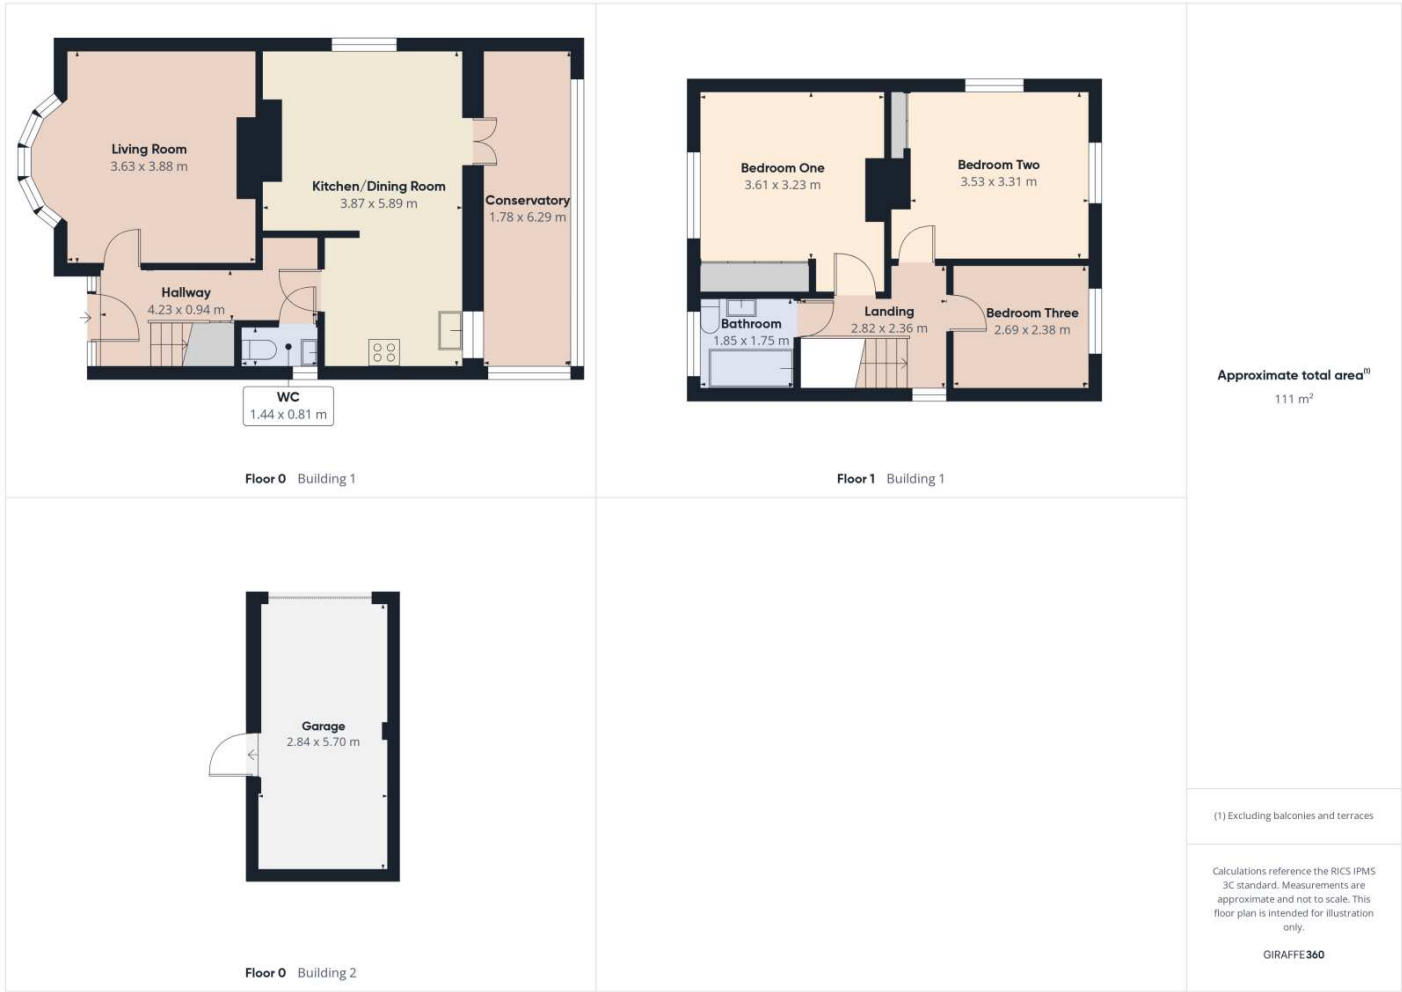 Living Room
3.63 x 3.88 m
Kitchen/Dining Room
3.87 x 5.89 m
Conservatory
1.78 x 6.29 m
Hallway
4.23 x 0.94 m
WC
1.44 x 0.81 m
Floor 0 Building 1
Bedroom One
3.61 x 3.23 m
Bedroom Two
3.53 x 3.31 m
Bathroom
1.85 x 1.75 m
Landing
2.82 x 2.36 m
Bedroom Three
2.69 x 2.38 m
Floor 1 Building 1
Garage
2.84 x 5.70 m
Floor 0 Building 2
Approximate total area(1)
111 m²
(1) Excluding balconies and terraces
Calculations reference the RICS IPMS
3C standard. Measurements are
approximate and not to scale. This
floor plan is intended for illustration
only.
GIRAFFE360